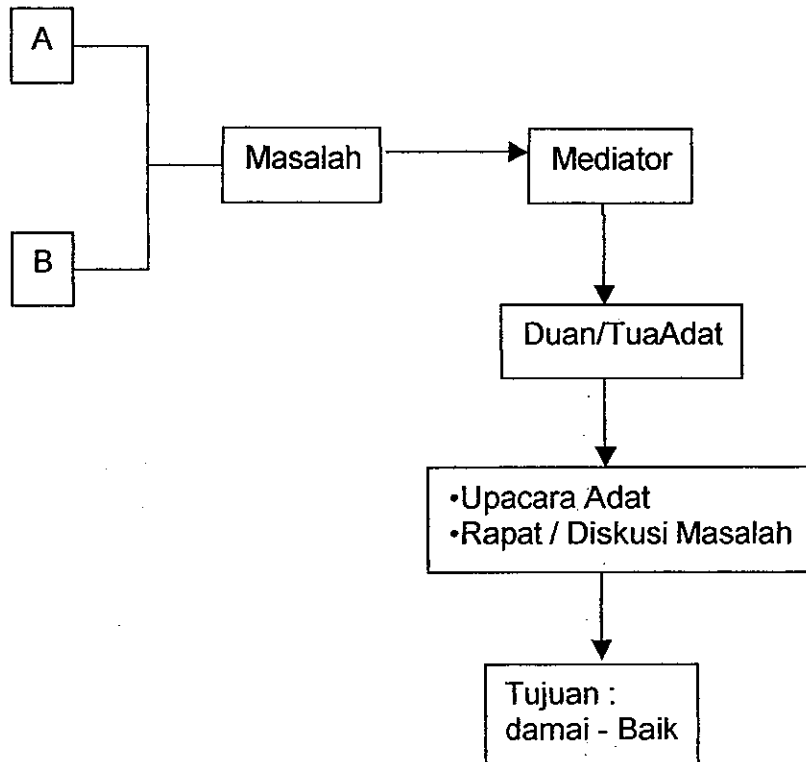 A
Masalah
Mediator
B
Duan/TuaAdat
•Upacara Adat
•Rapat / Diskusi Masalah
Tujuan :
damai - Baik